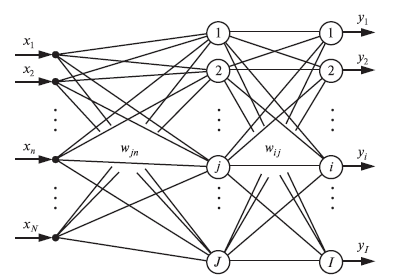 x1 1 1 y1
x2 2 2 y2
wjn wij
xn j i yi
xN J I yI